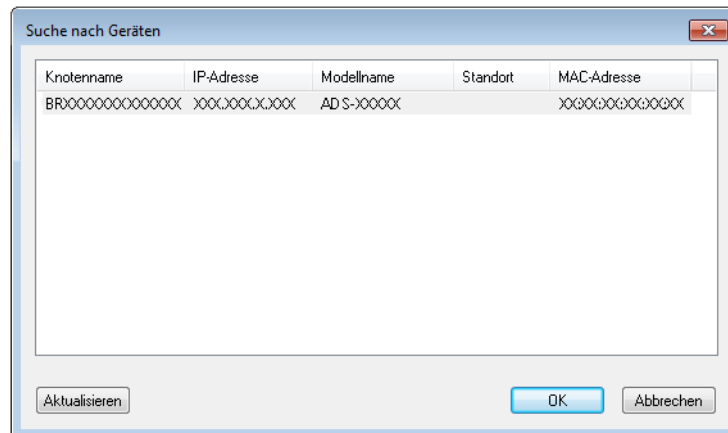 Suche nach Geräten
Knotenname IP-Adresse Modellname Standort MAC-Adresse
BRXXXXXXXXXXXXX XXX.XXX.X.XXX ADS-XXXXX XX:XX:XX:XX:XX:XX
Aktualisieren OK Abbrechen